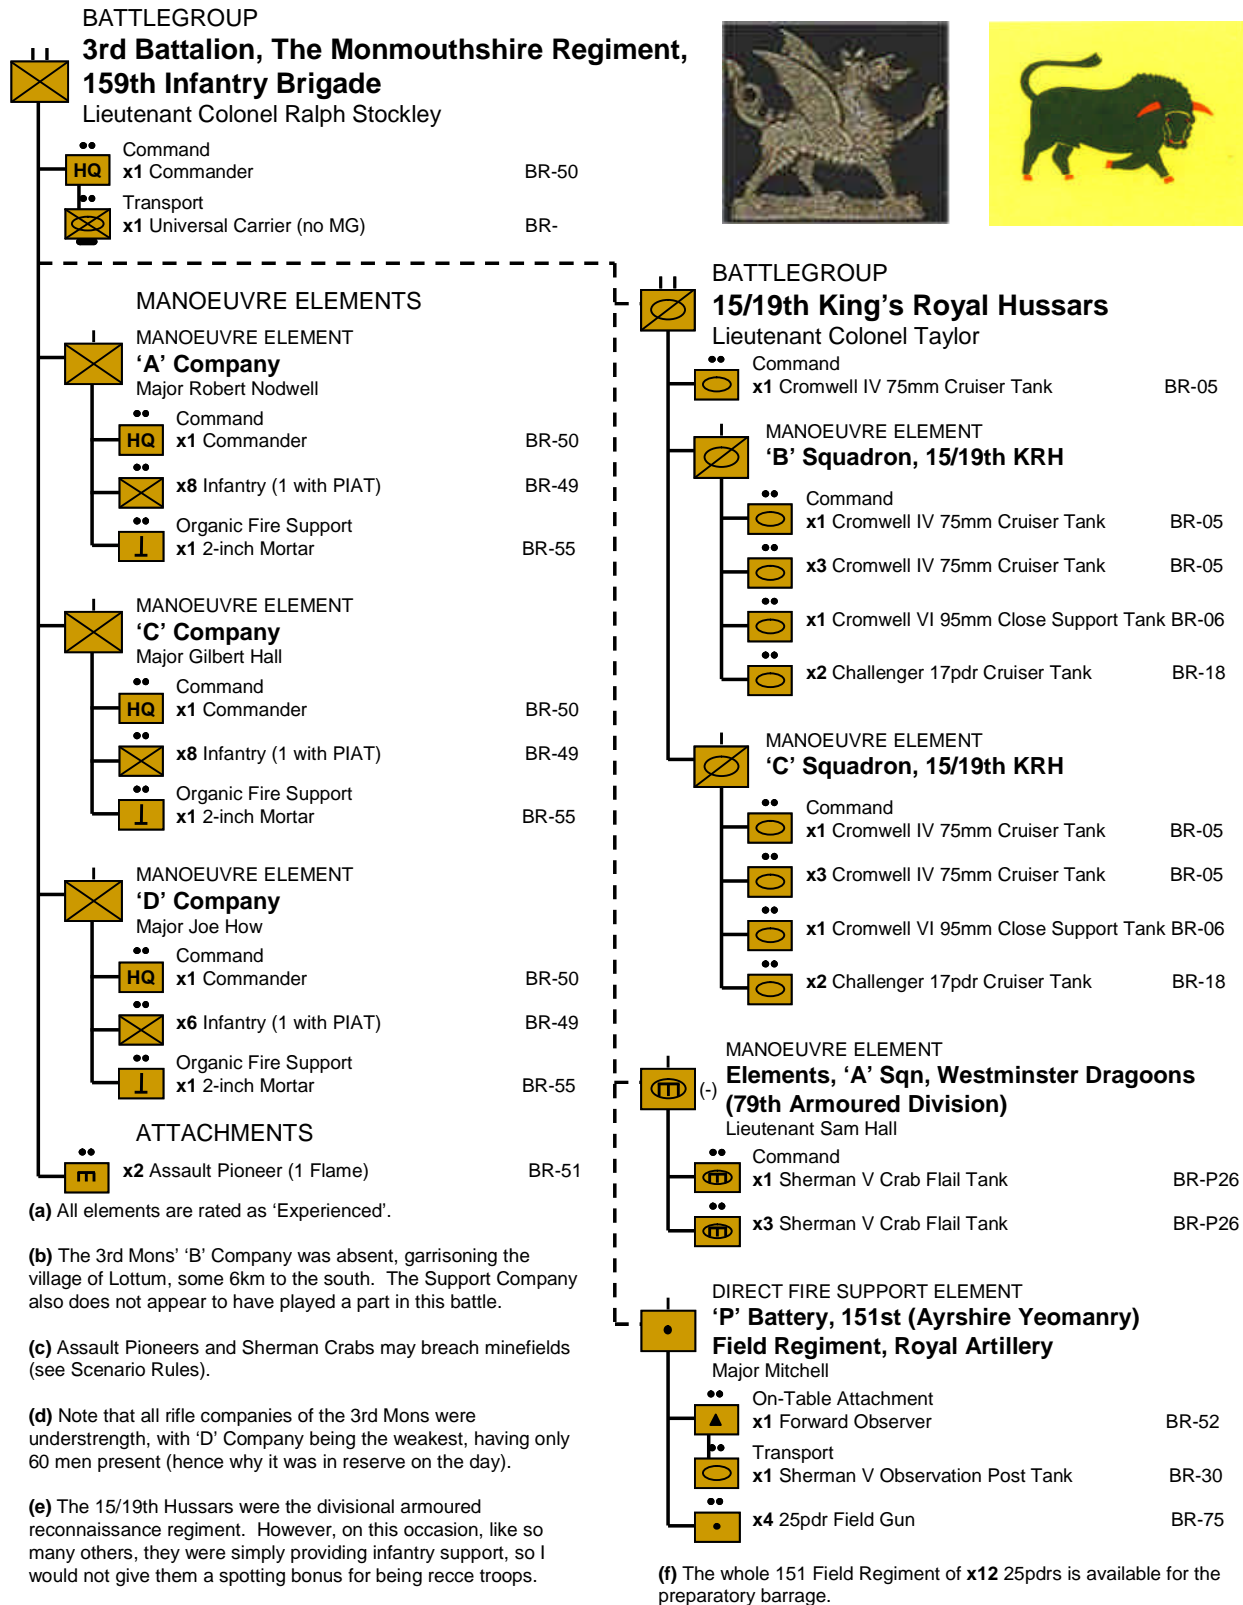 BATTLEGROUP
3rd Battalion, The Monmouthshire Regiment,
159th Infantry Brigade
Lieutenant Colonel Ralph Stockley
Command
HQ x1 Commander BR-50
Transport
x1 Universal Carrier (no MG) BR-
MANOEUVRE ELEMENTS
MANOEUVRE ELEMENT
‘A’ Company
Major Robert Nodwell
Command
HQ x1 Commander BR-50
x8 Infantry (1 with PIAT) BR-49
Organic Fire Support
x1 2-inch Mortar BR-55
MANOEUVRE ELEMENT
‘C’ Company
Major Gilbert Hall
Command
HQ x1 Commander BR-50
x8 Infantry (1 with PIAT) BR-49
Organic Fire Support
x1 2-inch Mortar BR-55
MANOEUVRE ELEMENT
‘D’ Company
Major Joe How
Command
HQ x1 Commander BR-50
x6 Infantry (1 with PIAT) BR-49
Organic Fire Support
x1 2-inch Mortar BR-55
ATTACHMENTS
x2 Assault Pioneer (1 Flame) BR-51
(a) All elements are rated as ‘Experienced’.
(b) The 3rd Mons’ ‘B’ Company was absent, garrisoning the
village of Lottum, some 6km to the south. The Support Company
also does not appear to have played a part in this battle.
(c) Assault Pioneers and Sherman Crabs may breach minefields
(see Scenario Rules).
(d) Note that all rifle companies of the 3rd Mons were
understrength, with ‘D’ Company being the weakest, having only
60 men present (hence why it was in reserve on the day).
(e) The 15/19th Hussars were the divisional armoured
reconnaissance regiment. However, on this occasion, like so
many others, they were simply providing infantry support, so I
would not give them a spotting bonus for being recce troops.
BATTLEGROUP
15/19th King’s Royal Hussars
Lieutenant Colonel Taylor
Command
x1 Cromwell IV 75mm Cruiser Tank BR-05
MANOEUVRE ELEMENT
‘B’ Squadron, 15/19th KRH
Command
x1 Cromwell IV 75mm Cruiser Tank BR-05
x3 Cromwell IV 75mm Cruiser Tank BR-05
x1 Cromwell VI 95mm Close Support Tank BR-06
x2 Challenger 17pdr Cruiser Tank BR-18
MANOEUVRE ELEMENT
‘C’ Squadron, 15/19th KRH
Command
x1 Cromwell IV 75mm Cruiser Tank BR-05
x3 Cromwell IV 75mm Cruiser Tank BR-05
x1 Cromwell VI 95mm Close Support Tank BR-06
x2 Challenger 17pdr Cruiser Tank BR-18
MANOEUVRE ELEMENT
(-) Elements, ‘A’ Sqn, Westminster Dragoons
(79th Armoured Division)
Lieutenant Sam Hall
Command
x1 Sherman V Crab Flail Tank BR-P26
x3 Sherman V Crab Flail Tank BR-P26
DIRECT FIRE SUPPORT ELEMENT
‘P’ Battery, 151st (Ayrshire Yeomanry)
Field Regiment, Royal Artillery
Major Mitchell
On-Table Attachment
x1 Forward Observer BR-52
Transport
x1 Sherman V Observation Post Tank BR-30
x4 25pdr Field Gun BR-75
(f) The whole 151 Field Regiment of x12 25pdrs is available for the
preparatory barrage.